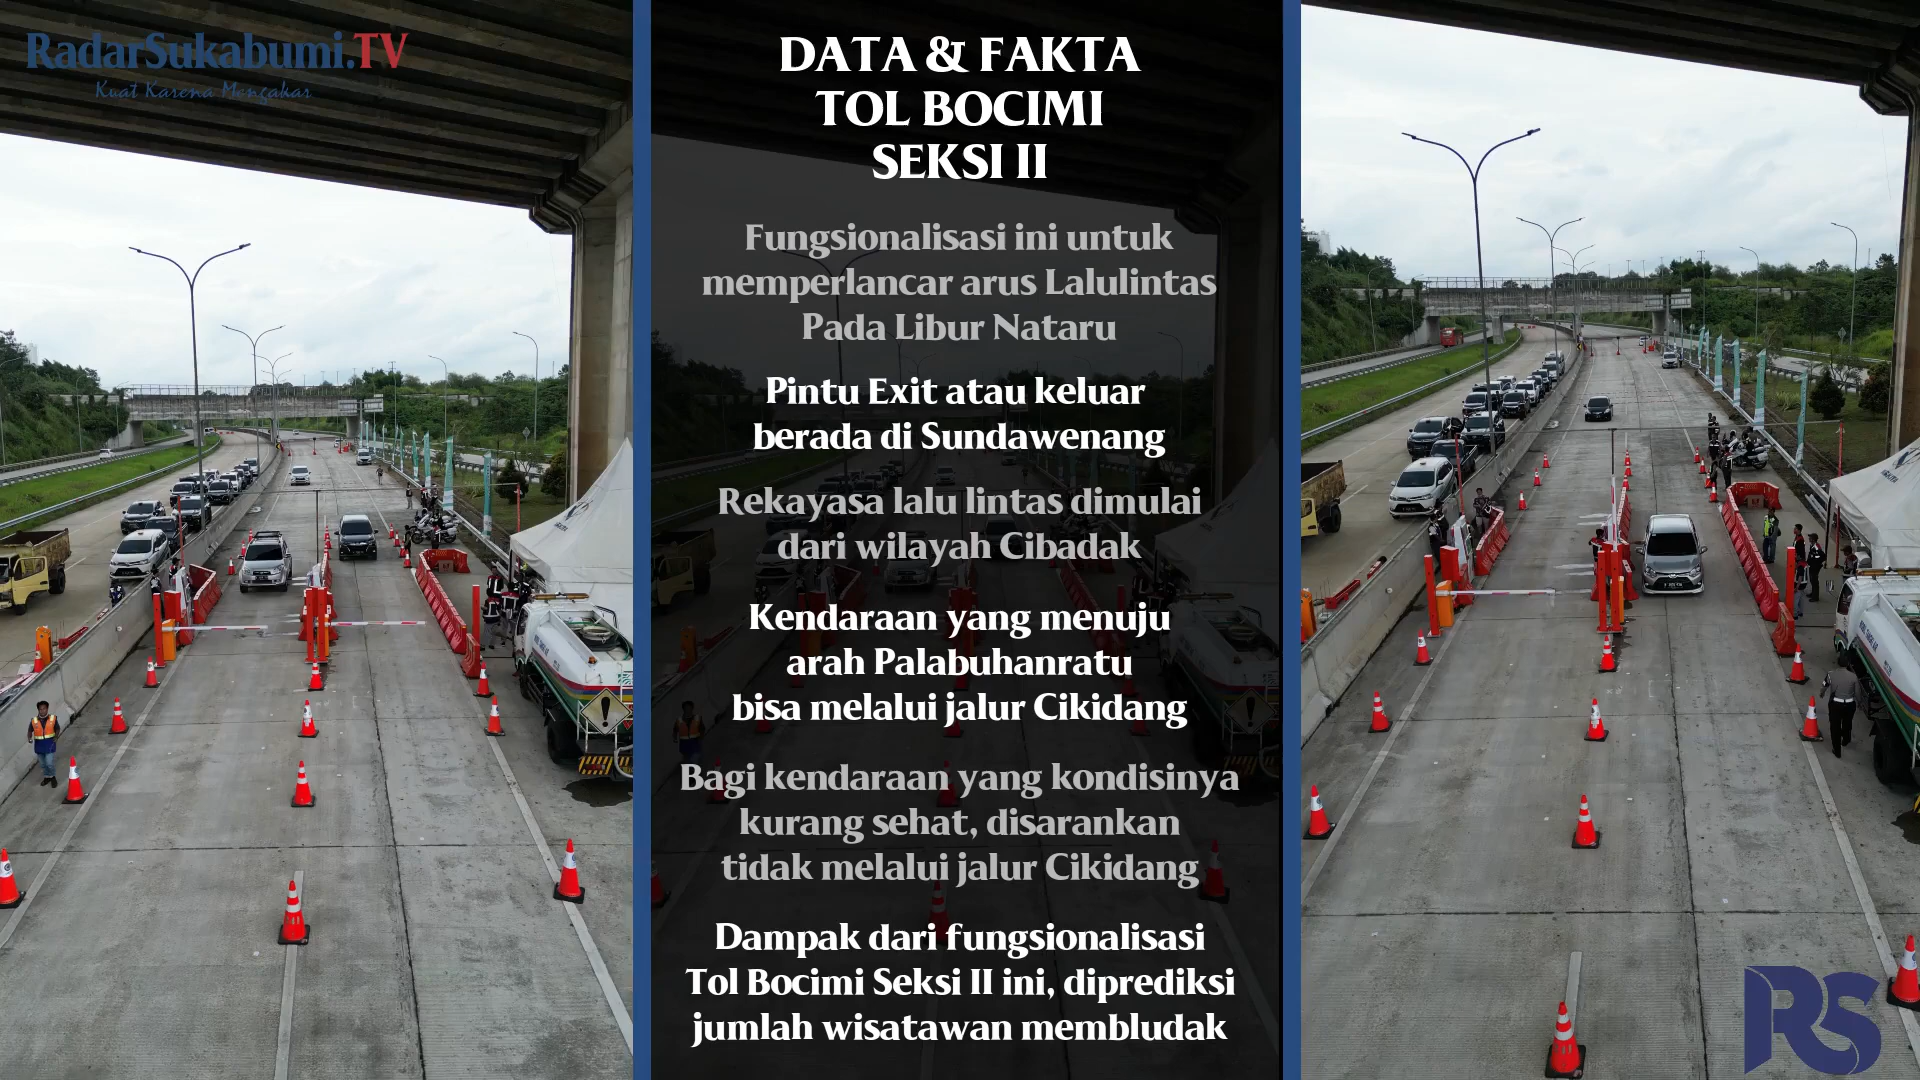 RadarSukabumi.TV
Kuat Karena Mengakar
DATA & FAKTA
TOL BOCIMI
SEKSI II
Fungsionalisasi ini untuk
memperlancar arus Lalulintas
Pada Libur Nataru
Pintu Exit atau keluar
berada di Sundawenang
Rekayasa lalu lintas dimulai
dari wilayah Cibadak
Kendaraan yang menuju
arah Palabuhanratu
bisa melalui jalur Cikidang
Bagi kendaraan yang kondisinya
kurang sehat, disarankan
tidak melalui jalur Cikidang
Dampak dari fungsionalisasi
Tol Bocimi Seksi II ini, diprediksi
jumlah wisatawan membludak
RS